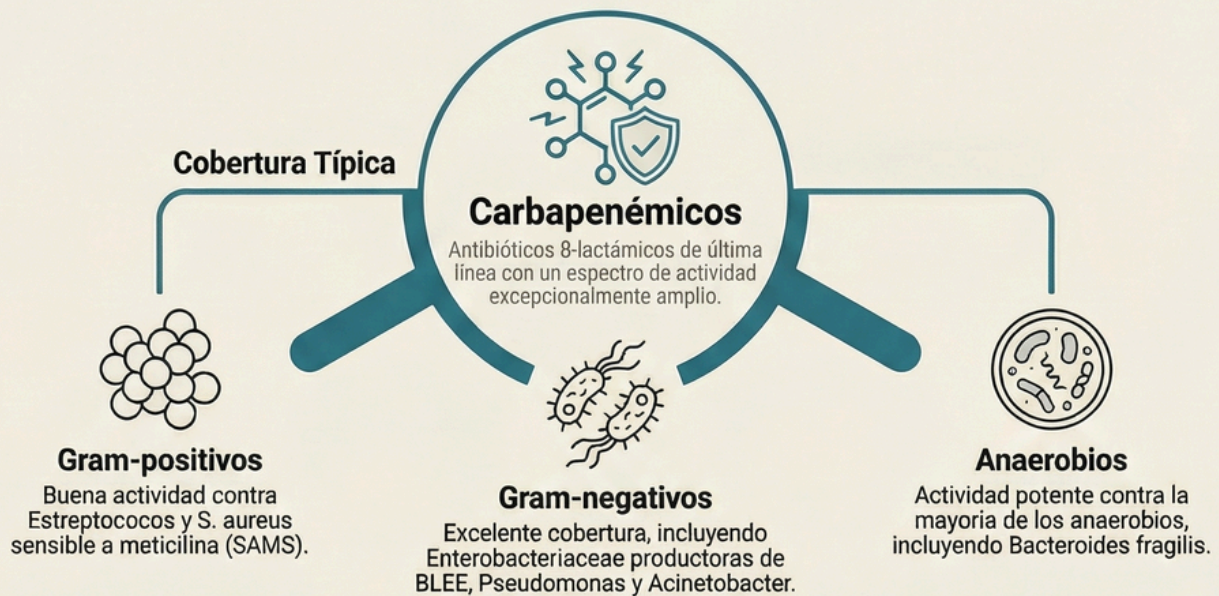 Cobertura Típica
Carbapenémicos
Antibióticos 8-lactámicos de última
línea con un espectro de actividad
excepcionalmente amplio.
Gram-positivos
Buena actividad contra
Estreptococos y S. aureus
sensible a meticilina (SAMS).
Gram-negativos
Excelente cobertura, incluyendo
Enterobacteriaceae productoras de
BLEE, Pseudomonas y Acinetobacter.
Anaerobios
Actividad potente contra la
mayoria de los anaerobios,
incluyendo Bacteroides fragilis.